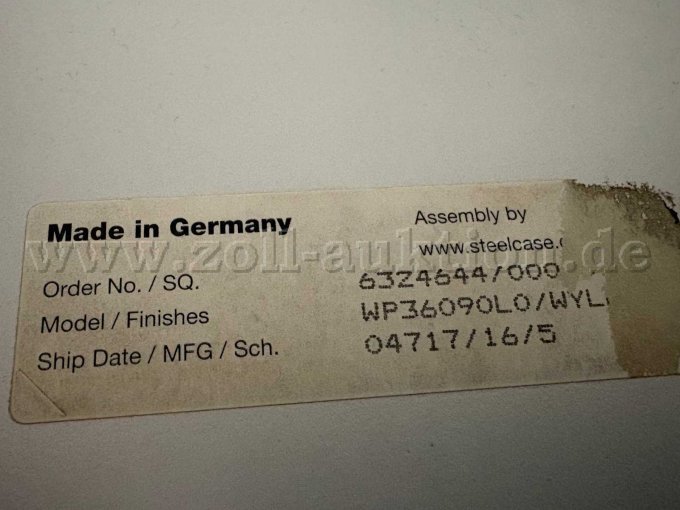 Made in Germany
Assembly by
www.steelcase.
www.zoll-auktion.de
Order No. / SQ.
6324644/000
Model / Finishes
WP36090L0/WYL
Ship Date / MFG / Sch.
04717/16/5